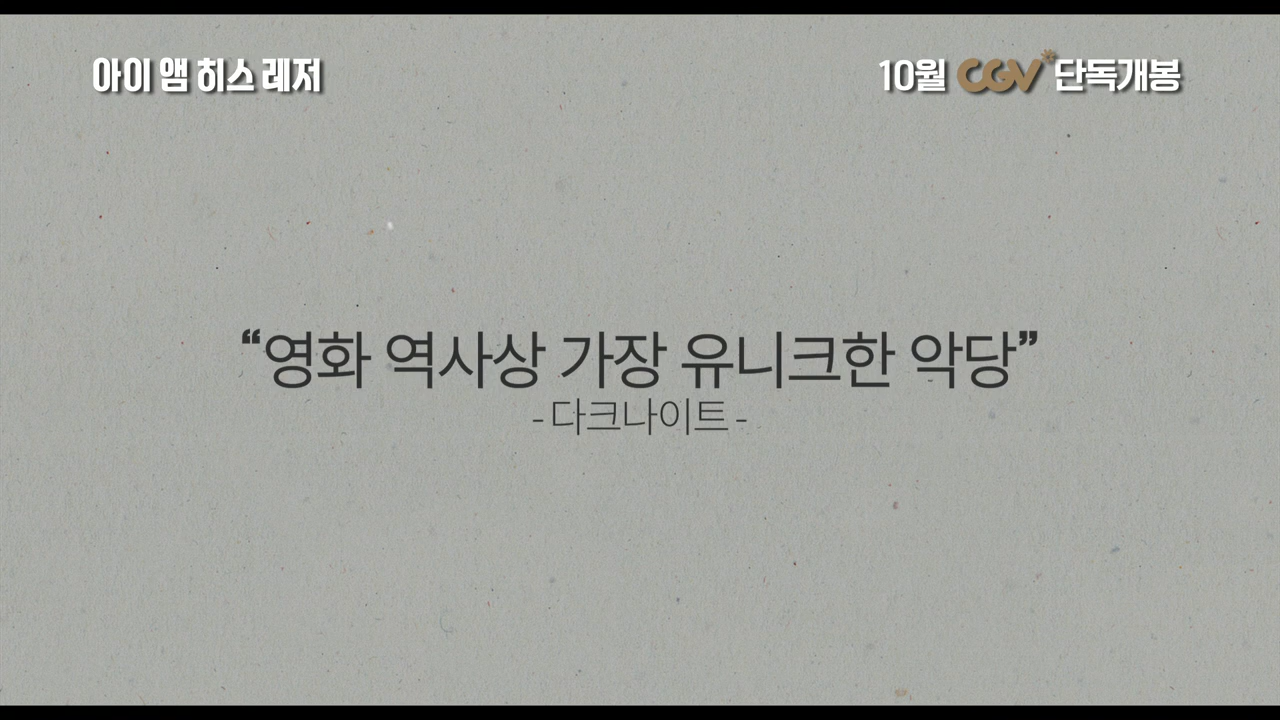 아이 앰 히스 레저
10월 CGV 단독개봉
“영화 역사상 가장 유니크한 악당”
- 다크나이트 -